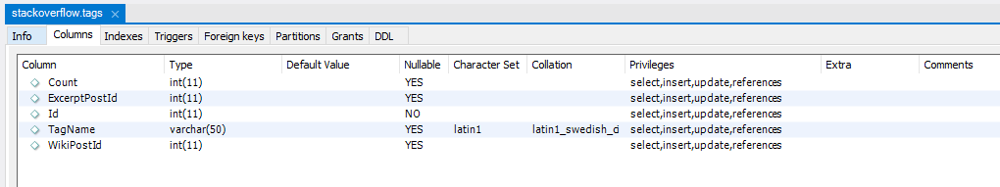 stackoverflow.tags ×
Info Columns Indexes Triggers Foreign keys Partitions Grants DDL
Column Type Default Value Nullable Character Set Collation Privileges Extra Comments
Count int(11) YES select,insert,update,references
ExcerptPostId int(11) YES select,insert,update,references
Id int(11) NO select,insert,update,references
TagName varchar(50) YES latin1 latin1_swedish_ci select,insert,update,references
WikiPostId int(11) YES select,insert,update,references